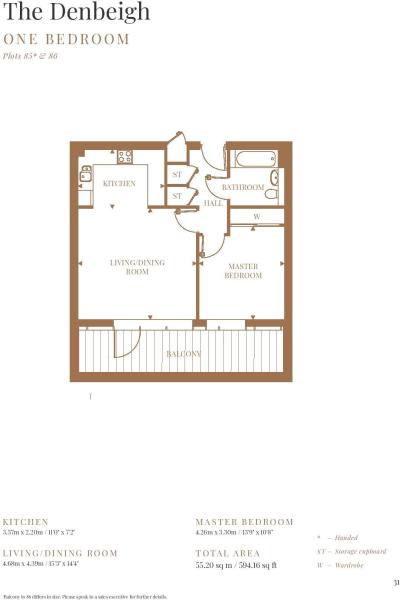 The Denbeigh
ONE BEDROOM
Plots 85* & 86
ST
KITCHEN
ST
BATHROOM
HALL
W
LIVING/DINING
ROOM
MASTER
BEDROOM
BALCONY
KITCHEN
3.37m x 2.20m / 11'0" x 7'2"
LIVING/DINING ROOM
4.68m x 4.39m / 15'3" x 14'4"
MASTER BEDROOM
4.26m x 3.30m / 13'9" x 10'8"
TOTAL AREA
55.20 sq m / 594.16 sq ft
* – Handed
ST – Storage cupboard
W – Wardrobe
31
Balcony to 86 differs in size. Please speak to a sales executive for further details.